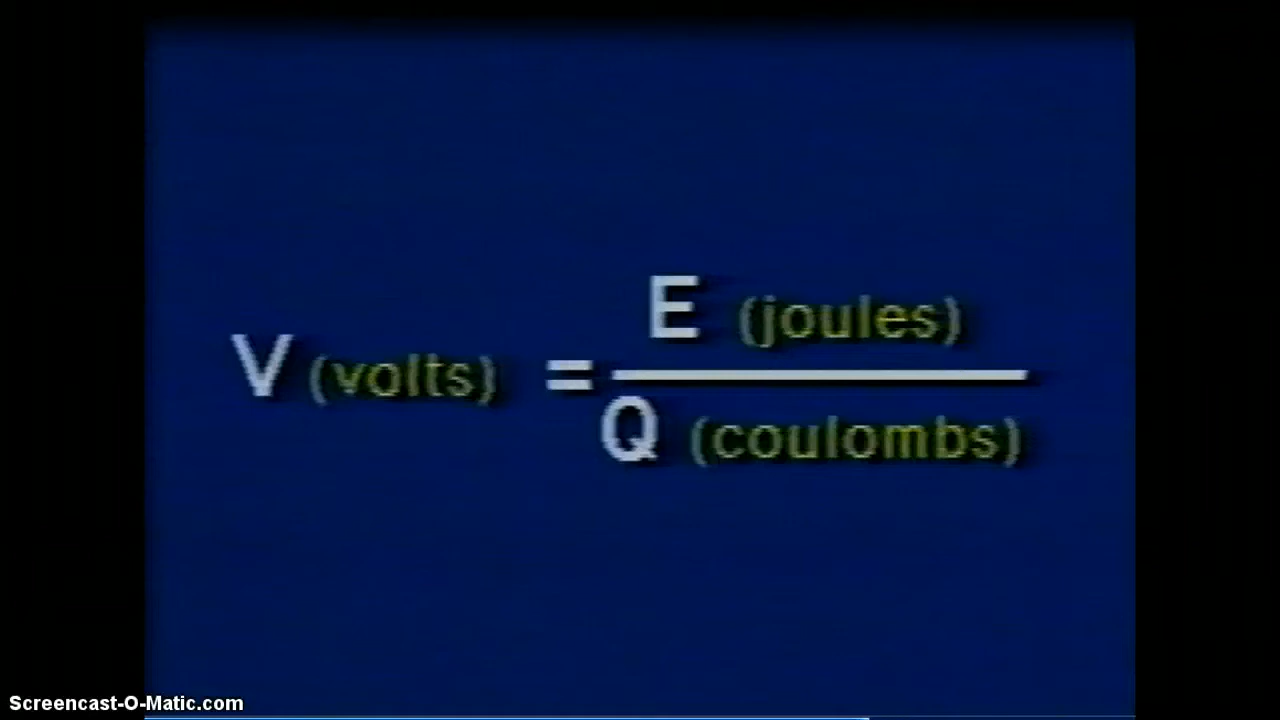 V (volts) = E (joules)
Q (coulombs)
Screencast-O-Matic.com